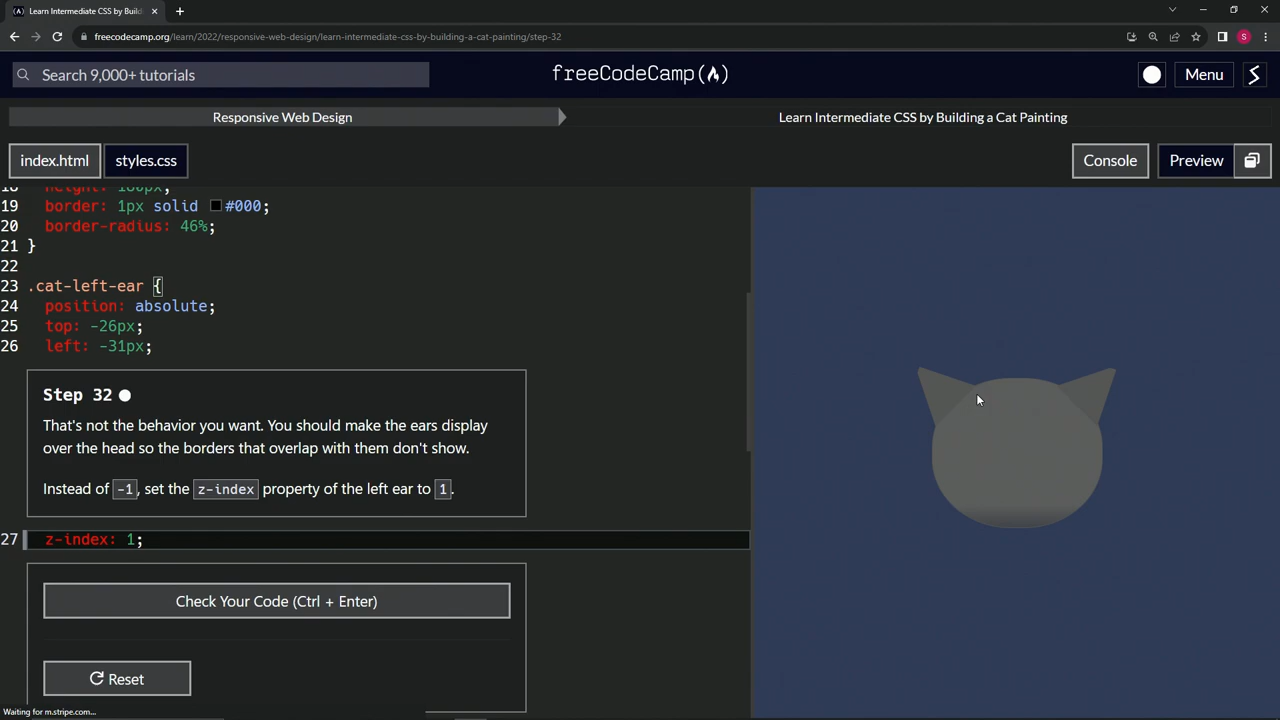 Learn Intermediate CSS by Buil
freecodecamp.org/learn/2022/responsive-web-design/learn-intermediate-css-by-building-a-cat-painting/step-32
S
Search 9,000+ tutorials
freeCodeCamp
Menu
Responsive Web Design
Learn Intermediate CSS by Building a Cat Painting
index.html
styles.css
Console
Preview
18 height: 180px;
19 border: 1px solid #000;
20 border-radius: 46%;
21 }
22
23 .cat-left-ear {
24 position: absolute;
25 top: -26px;
26 left: -31px;
Step 32
That's not the behavior you want. You should make the ears display
over the head so the borders that overlap with them don't show.
Instead of -1, set the z-index property of the left ear to 1.
27 z-index: 1;
Check Your Code (Ctrl + Enter)
Reset
Waiting for m.stripe.com...